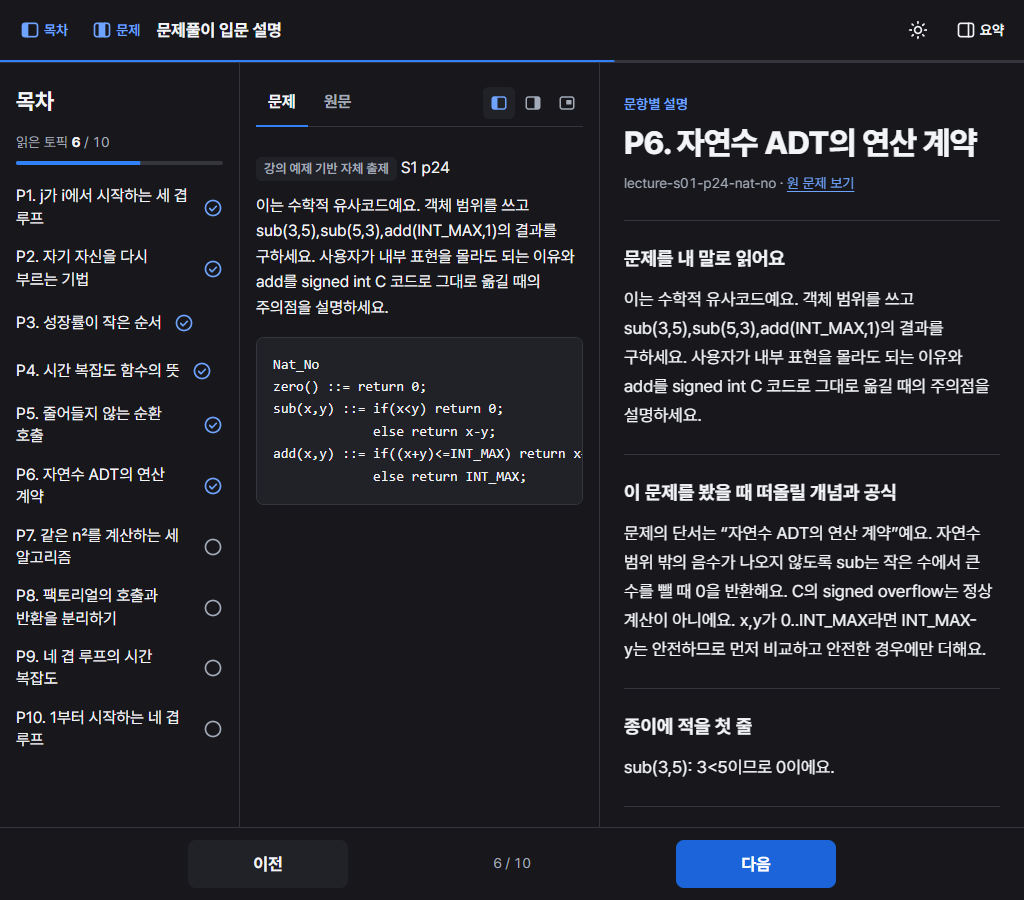 목차
문제
문제풀이 입문 설명
요약
목차
읽은 토픽 6 / 10
P1. j가 i에서 시작하는 세 겹
루프
P2. 자기 자신을 다시
부르는 기법
P3. 성장률이 작은 순서
P4. 시간 복잡도 함수의 뜻
P5. 줄어들지 않는 순환
호출
P6. 자연수 ADT의 연산
계약
P7. 같은 n²를 계산하는 세
알고리즘
P8. 팩토리얼의 호출과
반환을 분리하기
P9. 네 겹 루프의 시간
복잡도
P10. 1부터 시작하는 네 겹
루프
문제
원문
강의 예제 기반 자체 출제 S1 p24
이는 수학적 유사코드예요. 객체 범위를 쓰고
sub(3,5),sub(5,3),add(INT_MAX,1)의 결과를
구하세요. 사용자가 내부 표현을 몰라도 되는 이유와
add를 signed int C 코드로 그대로 옮길 때의
주의점을 설명하세요.
Nat_No
zero() ::= return 0;
sub(x,y) ::= if(x<y) return 0;
else return x-y;
add(x,y) ::= if((x+y)<=INT_MAX) return x
else return INT_MAX;
문항별 설명
P6. 자연수 ADT의 연산 계약
lecture-s01-p24-nat-no · 원 문제 보기
문제를 내 말로 읽어요
이는 수학적 유사코드예요. 객체 범위를 쓰고
sub(3,5),sub(5,3),add(INT_MAX,1)의 결과를
구하세요. 사용자가 내부 표현을 몰라도 되는 이유와
add를 signed int C 코드로 그대로 옮길 때의 주의점을
설명하세요.
이 문제를 봤을 때 떠올릴 개념과 공식
문제의 단서는 “자연수 ADT의 연산 계약”예요. 자연수
범위 밖의 음수가 나오지 않도록 sub는 작은 수에서 큰
수를 뺄 때 0을 반환해요. C의 signed overflow는 정상
계산이 아니에요. x,y가 0..INT_MAX라면 INT_MAX-
y는 안전하므로 먼저 비교하고 안전한 경우에만 더해요.
종이에 적을 첫 줄
sub(3,5): 3<5이므로 0이에요.
이전
6 / 10
다음